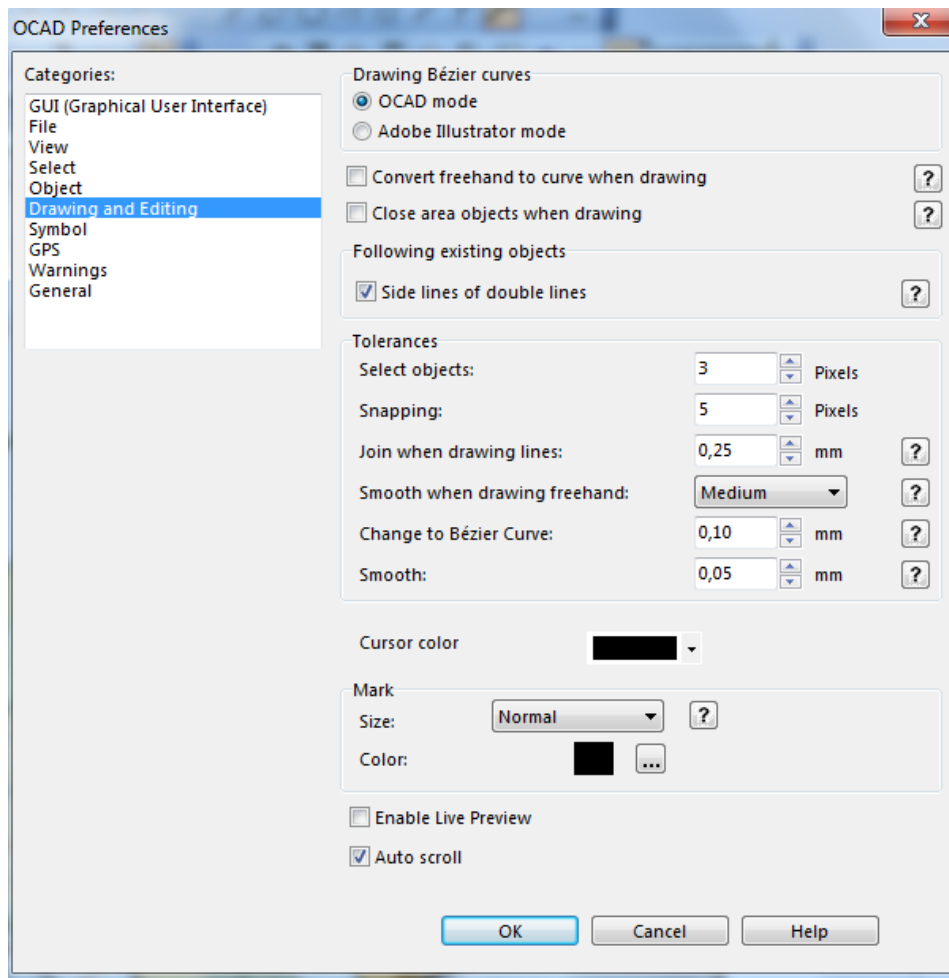 OCAD Preferences
Categories:
GUI (Graphical User Interface)
File
View
Select
Object
Drawing and Editing
Symbol
GPS
Warnings
General
Drawing Bézier curves
OCAD mode
Adobe Illustrator mode
Convert freehand to curve when drawing ?
Close area objects when drawing ?
Following existing objects
Side lines of double lines ?
Tolerances
Select objects: 3 Pixels
Snapping: 5 Pixels
Join when drawing lines: 0,25 mm ?
Smooth when drawing freehand: Medium ?
Change to Bézier Curve: 0,10 mm ?
Smooth: 0,05 mm ?
Cursor color
Mark
Size: Normal ?
Color: ...
Enable Live Preview
Auto scroll
OK Cancel Help